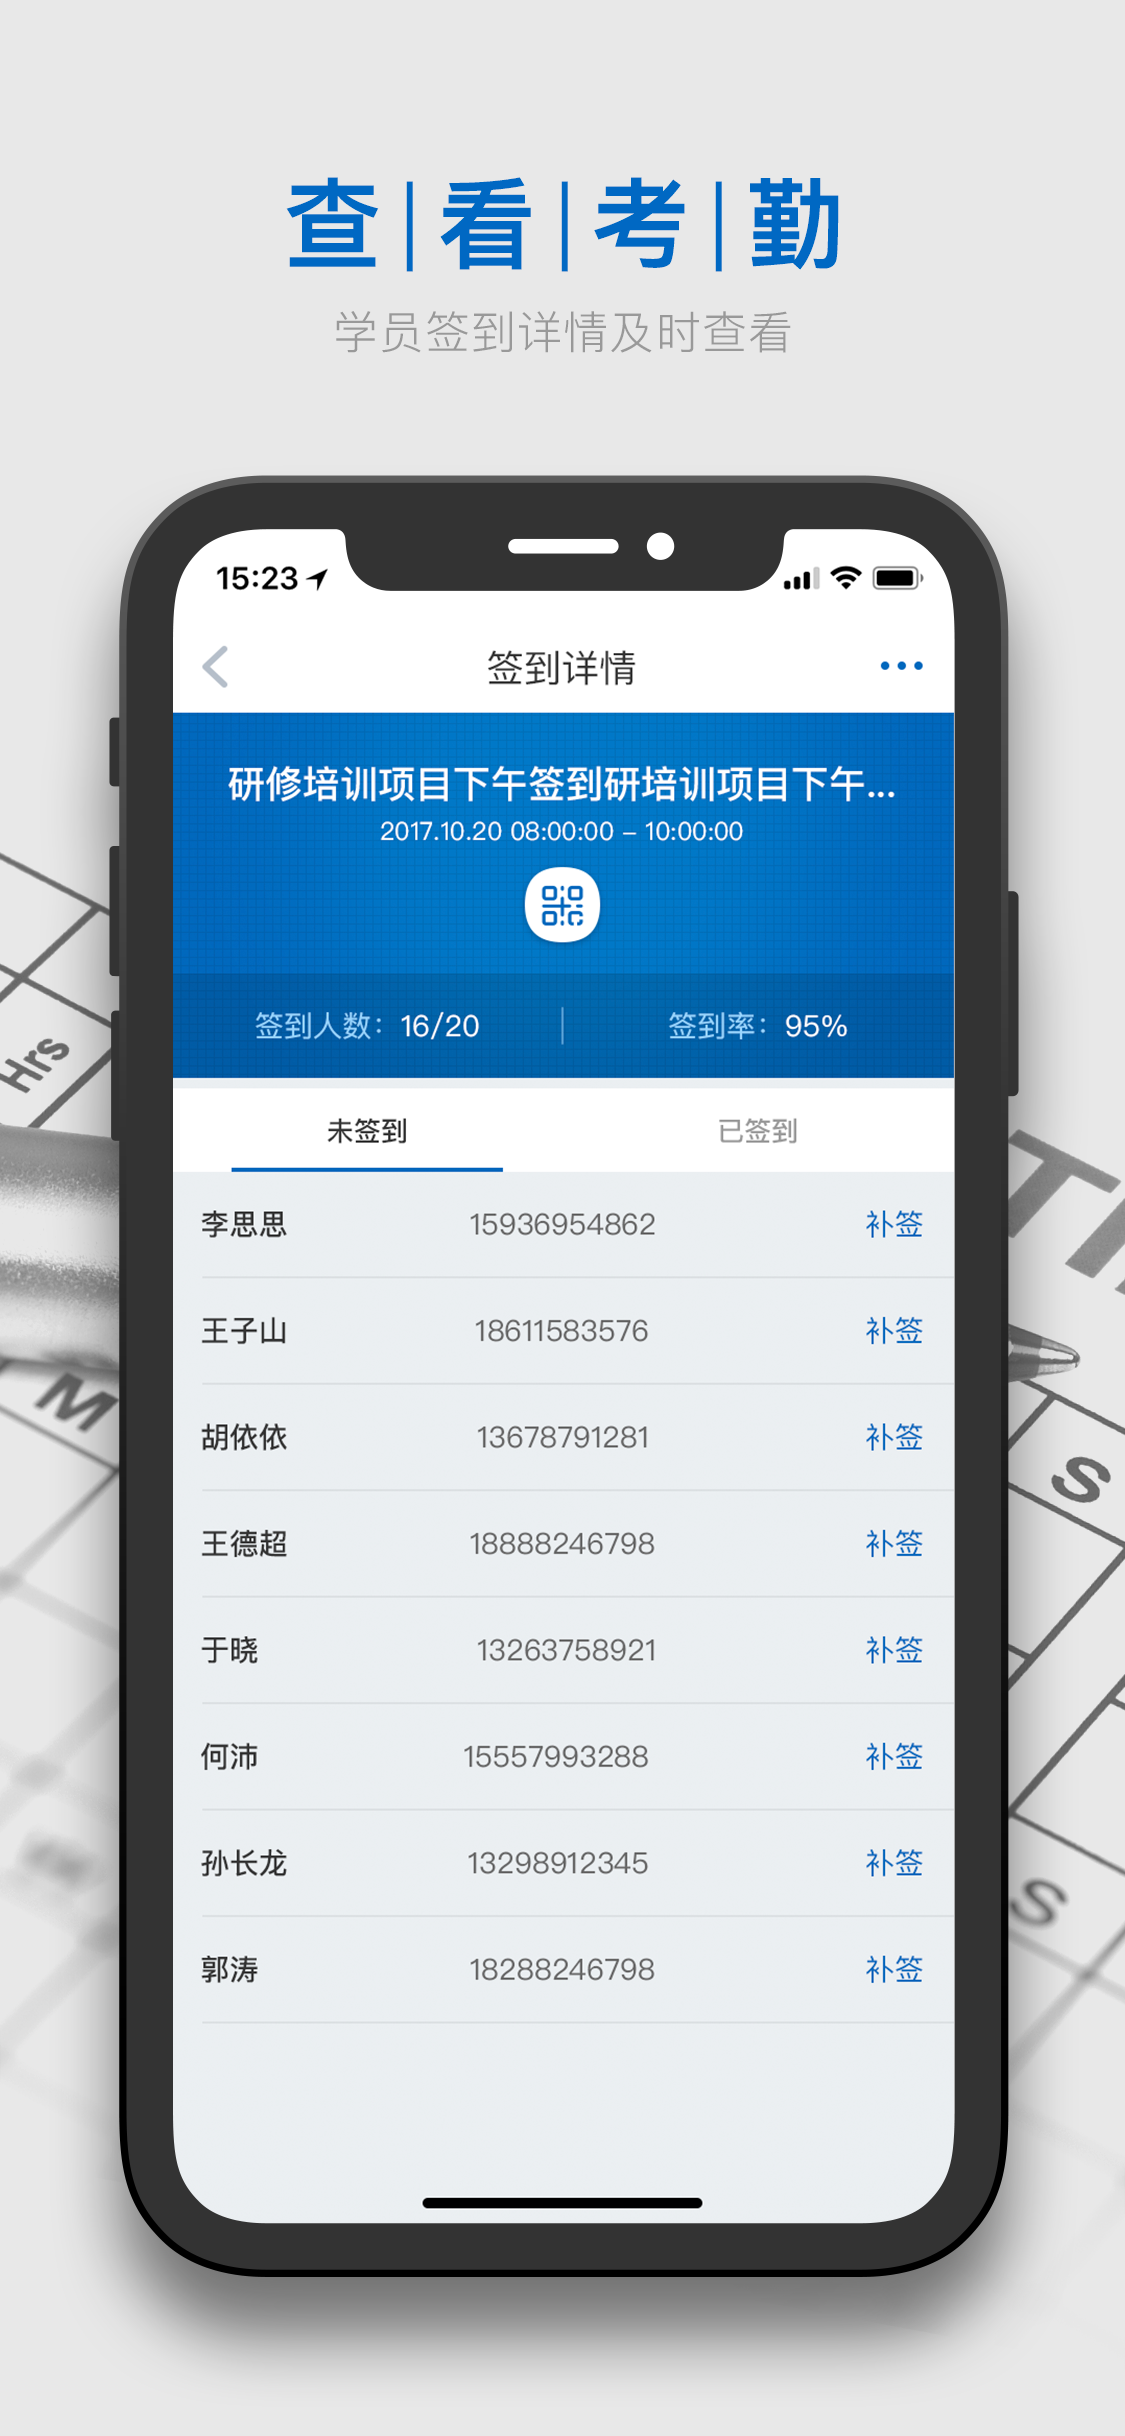 查|看|考|勤
学员签到详情及时查看
15:23
签到详情
研修培训项目下午签到研培训项目下午...
2017.10.20 08:00:00 – 10:00:00
签到人数：16/20
签到率：95%
未签到
已签到
李思思 15936954862 补签
王子山 18611583576 补签
胡依依 13678791281 补签
王德超 18888246798 补签
于晓 13263758921 补签
何沛 15557993288 补签
孙长龙 13298912345 补签
郭涛 18288246798 补签
Hrs
M
S
S